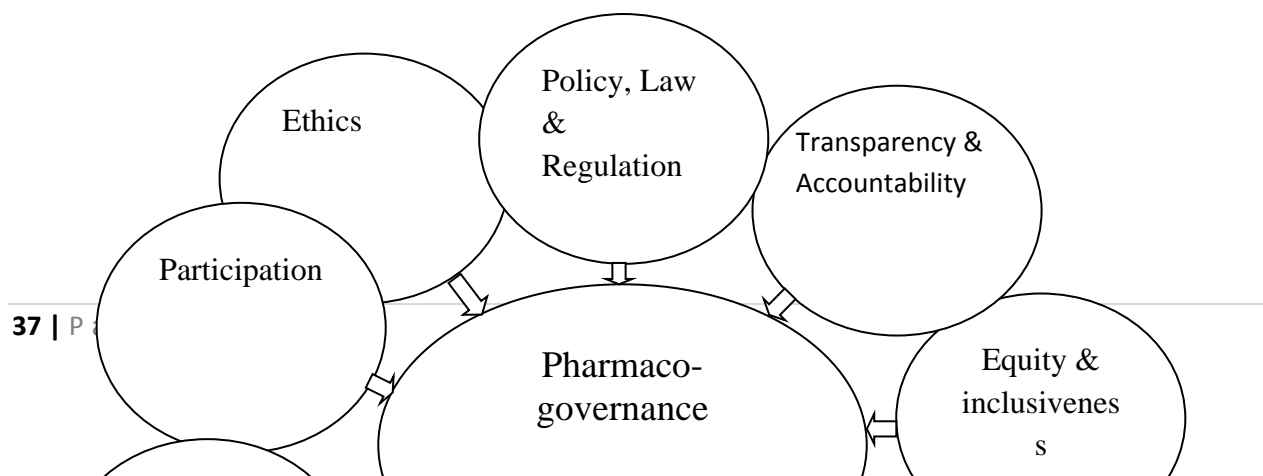 Policy, Law
&
Regulation
Ethics
Transparency &
Accountability
Participation
37 | P
Pharmaco-
governance
Equity &
inclusivenes
s